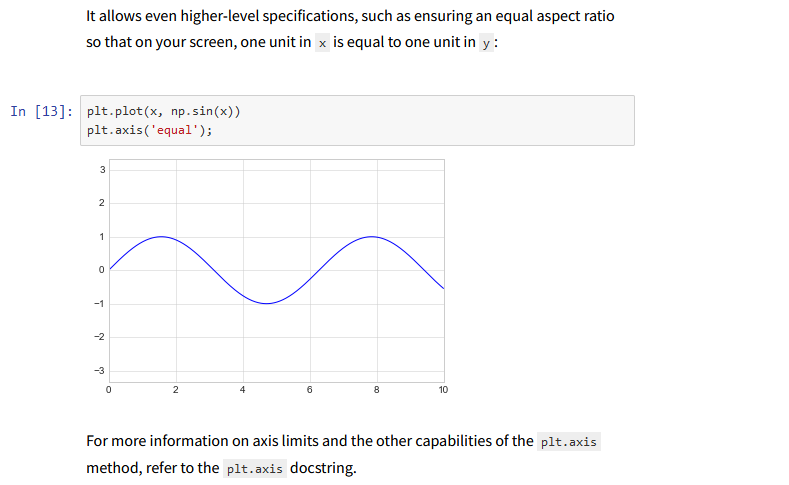 It allows even higher-level specifications, such as ensuring an equal aspect ratio
so that on your screen, one unit in x is equal to one unit in y :
In [13]: plt.plot(x, np.sin(x))
plt.axis('equal');
3
2
1
0
−1
−2
−3
0 2 4 6 8 10
For more information on axis limits and the other capabilities of the plt.axis
method, refer to the plt.axis docstring.